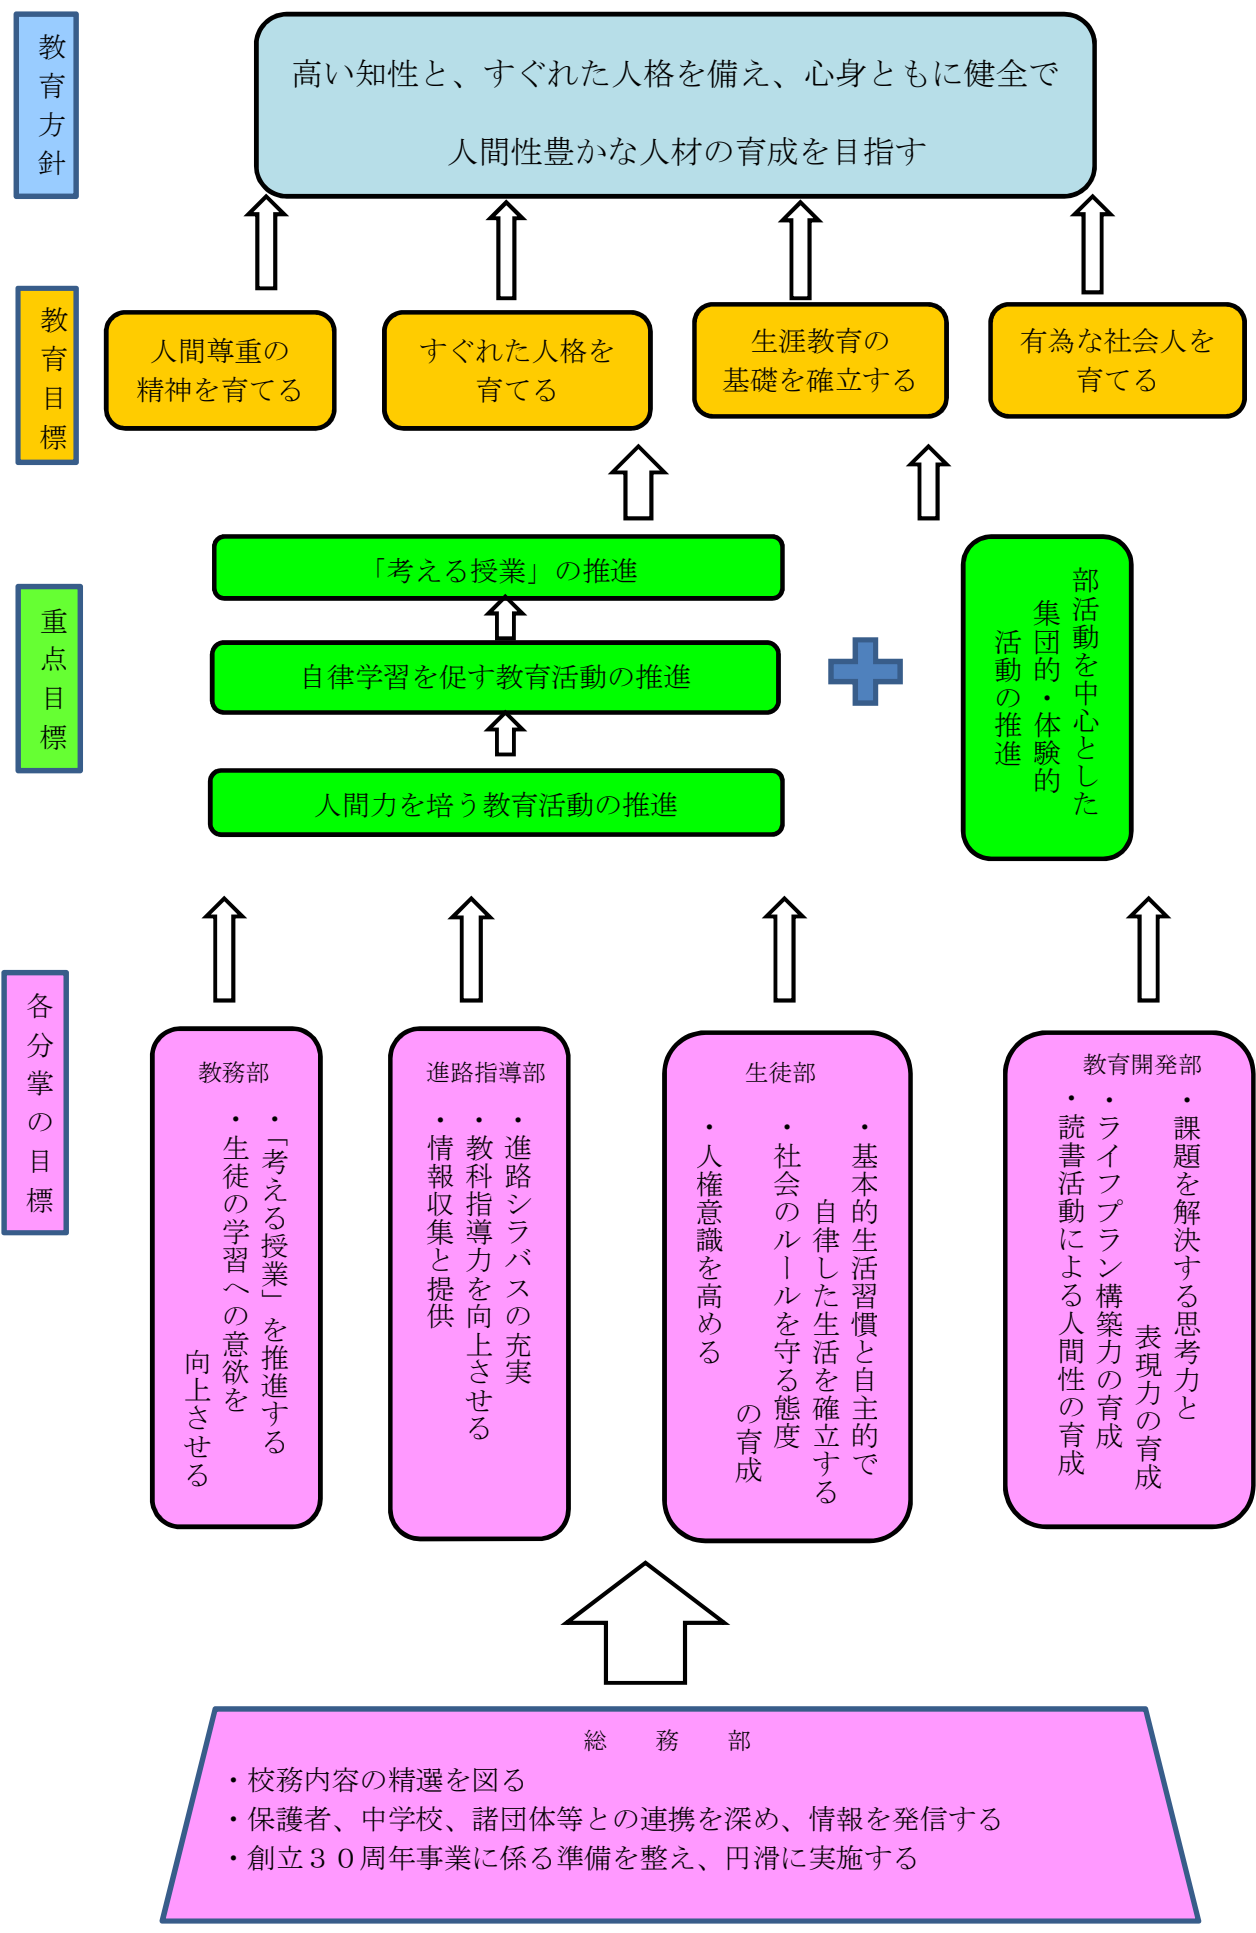 教育方針
高い知性と、すぐれた人格を備え、心身ともに健全で
人間性豊かな人材の育成を目指す
教育目標
人間尊重の
精神を育てる
すぐれた人格を
育てる
生涯教育の
基礎を確立する
有為な社会人を
育てる
重点目標
「考える授業」の推進
自律学習を促す教育活動の推進
人間力を培う教育活動の推進
部活動を中心とした
集団的・体験的
活動の推進
各分掌の目標
教務部
・「考える授業」を推進する
・生徒の学習への意欲を
向上させる
進路指導部
・進路シラバスの充実
・教科指導力を向上させる
・情報収集と提供
生徒部
・基本的生活習慣と自主的で
自律した生活を確立する
・社会のルールを守る態度
の育成
・人権意識を高める
教育開発部
・課題を解決する思考力と
表現力の育成
・ライフプラン構築力の育成
・読書活動による人間性の育成
総　務　部
・校務内容の精選を図る
・保護者、中学校、諸団体等との連携を深め、情報を発信する
・創立３０周年事業に係る準備を整え、円滑に実施する